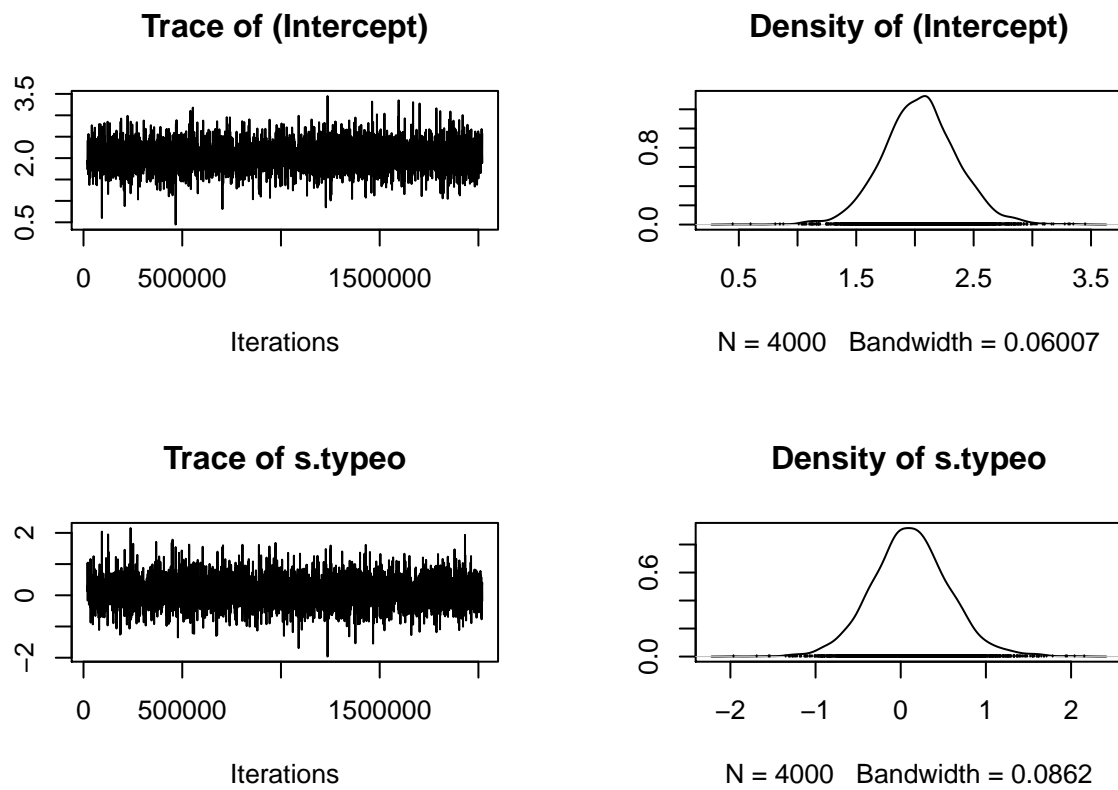 Trace of (Intercept)
3.5
2.0
0.5
0 500000 1500000
Iterations
Density of (Intercept)
0.8
0.0
0.5 1.5 2.5 3.5
N = 4000 Bandwidth = 0.06007
Trace of s.typeo
2
0
−2
0 500000 1500000
Iterations
Density of s.typeo
0.6
0.0
−2 −1 0 1 2
N = 4000 Bandwidth = 0.0862